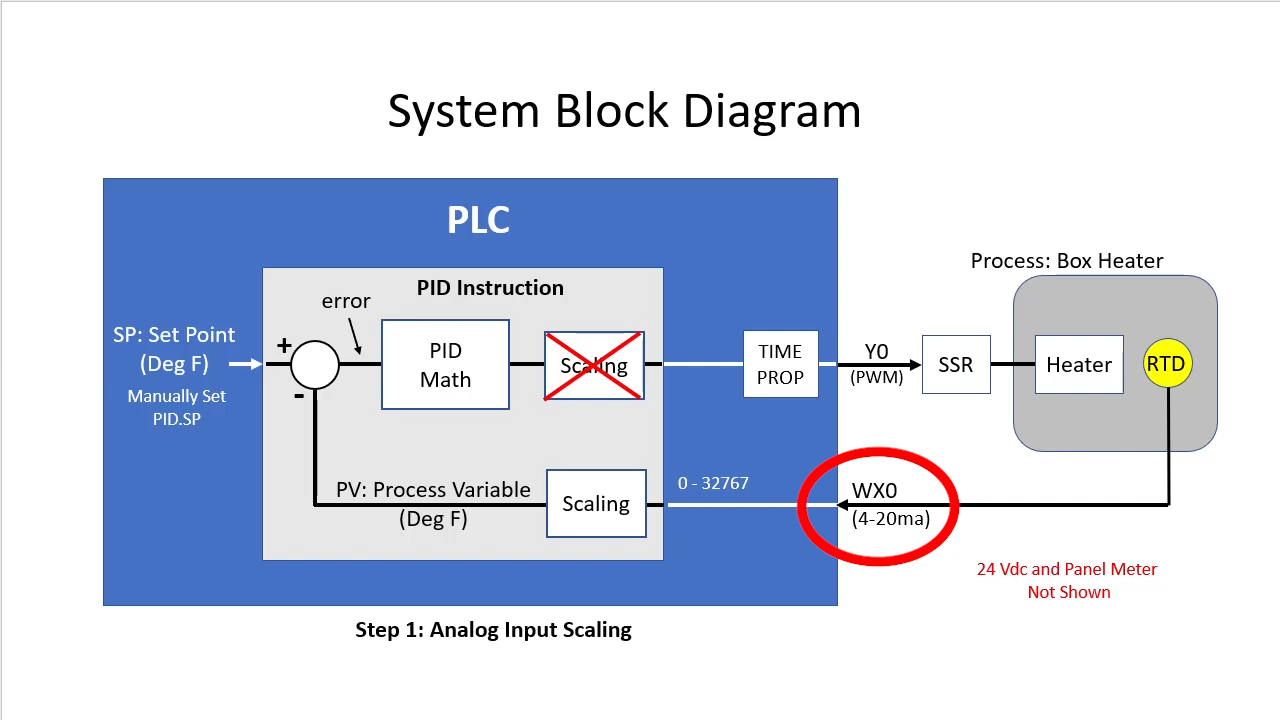 System Block Diagram
PLC
Process: Box Heater
PID Instruction
error
SP: Set Point
(Deg F)
Manually Set
PID.SP
+
-
PID
Math
Scaling
TIME
PROP
Y0
(PWM)
SSR
Heater
RTD
PV: Process Variable
(Deg F)
Scaling
0 - 32767
WX0
(4-20ma)
24 Vdc and Panel Meter
Not Shown
Step 1: Analog Input Scaling